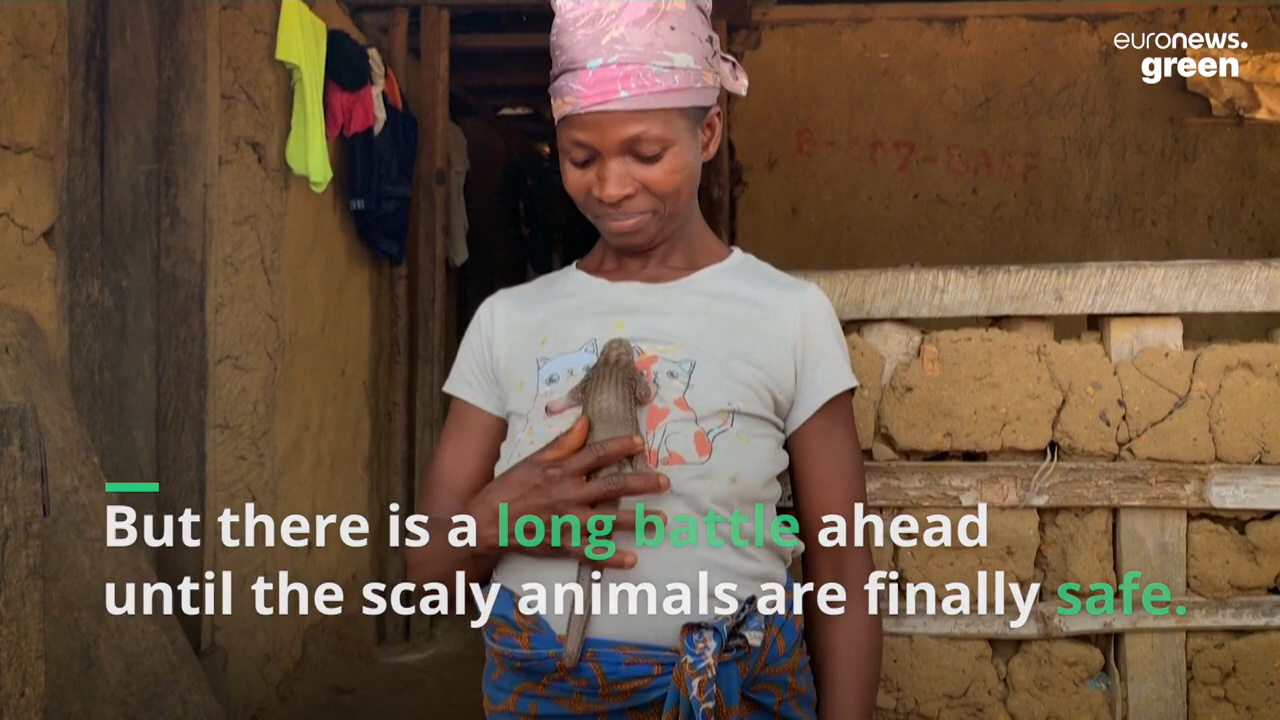 euronews.
green
But there is a long battle ahead
until the scaly animals are finally safe.